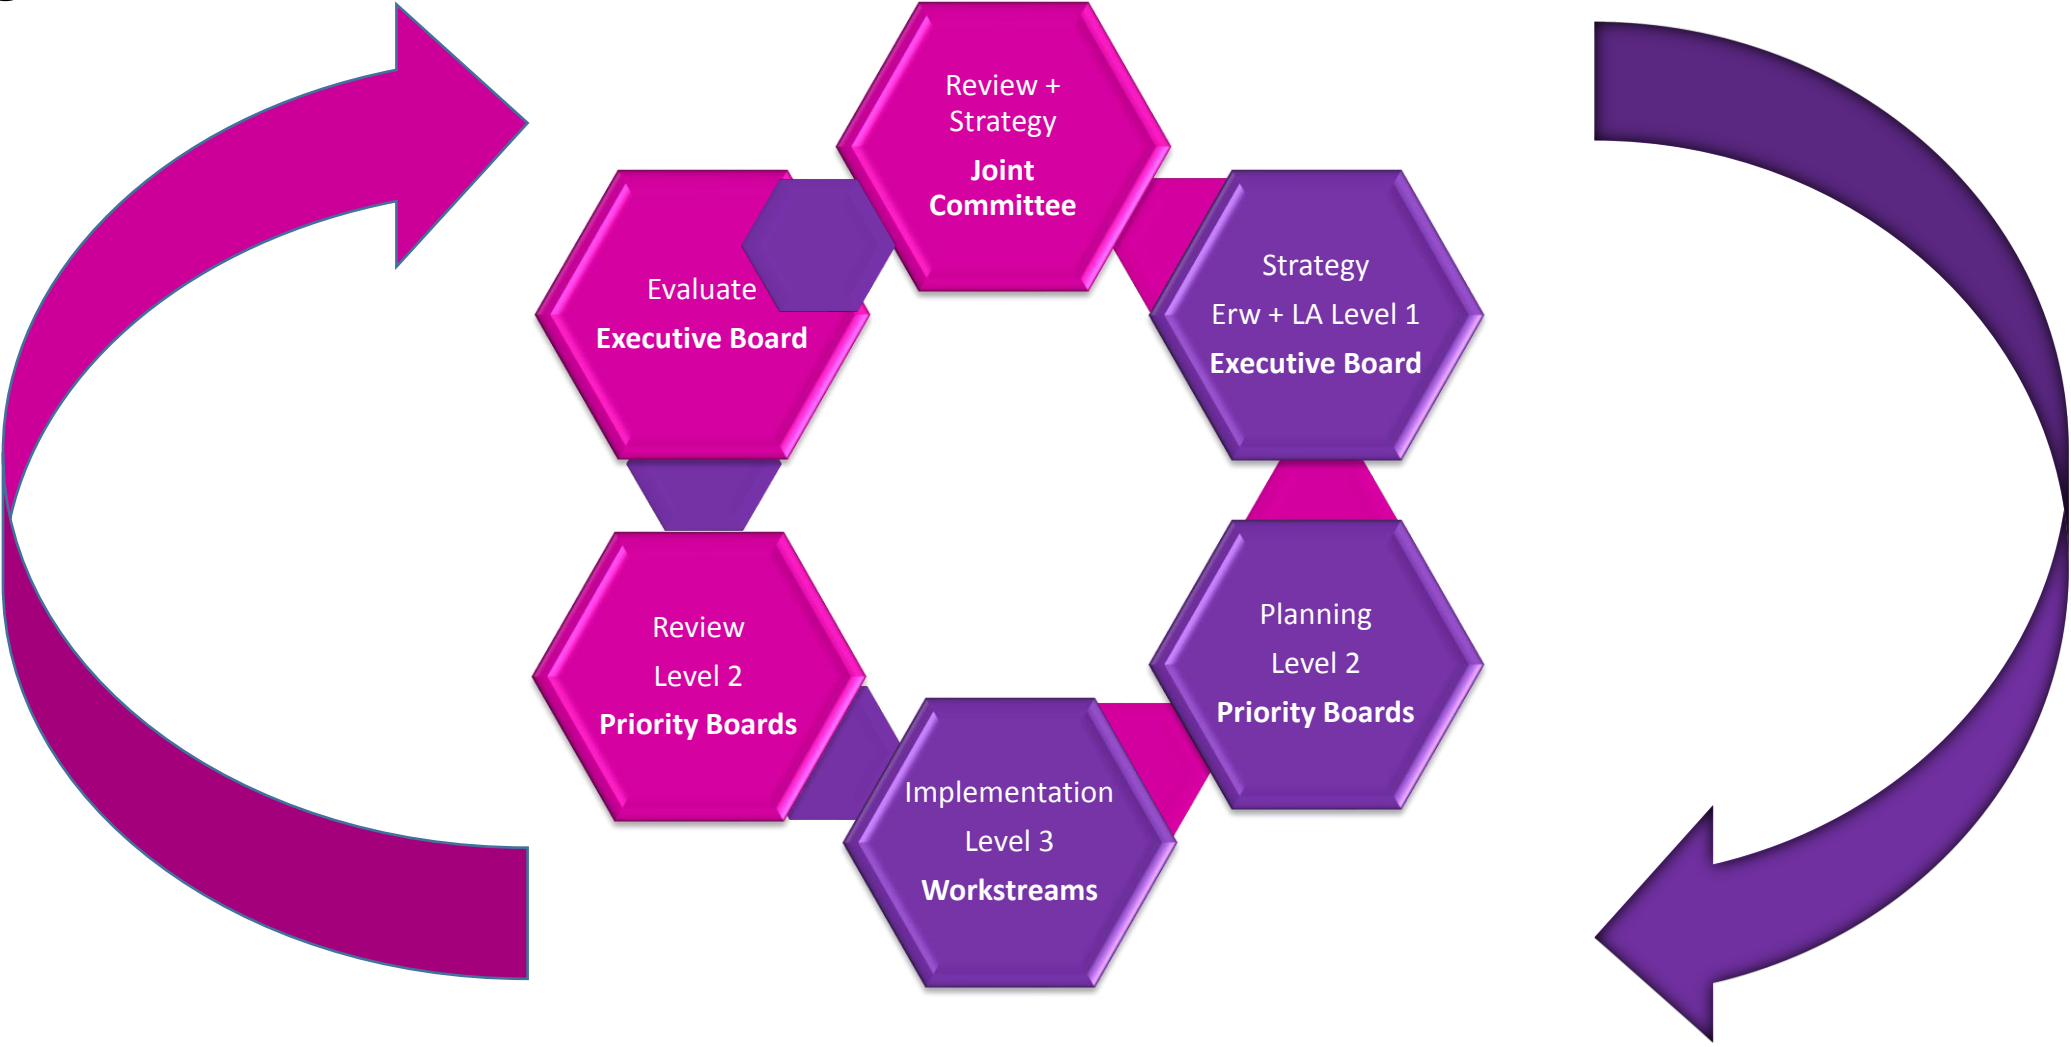 Review +
Strategy
Joint
Committee
Strategy
Erw + LA Level 1
Executive Board
Planning
Level 2
Priority Boards
Implementation
Level 3
Workstreams
Review
Level 2
Priority Boards
Evaluate
Executive Board